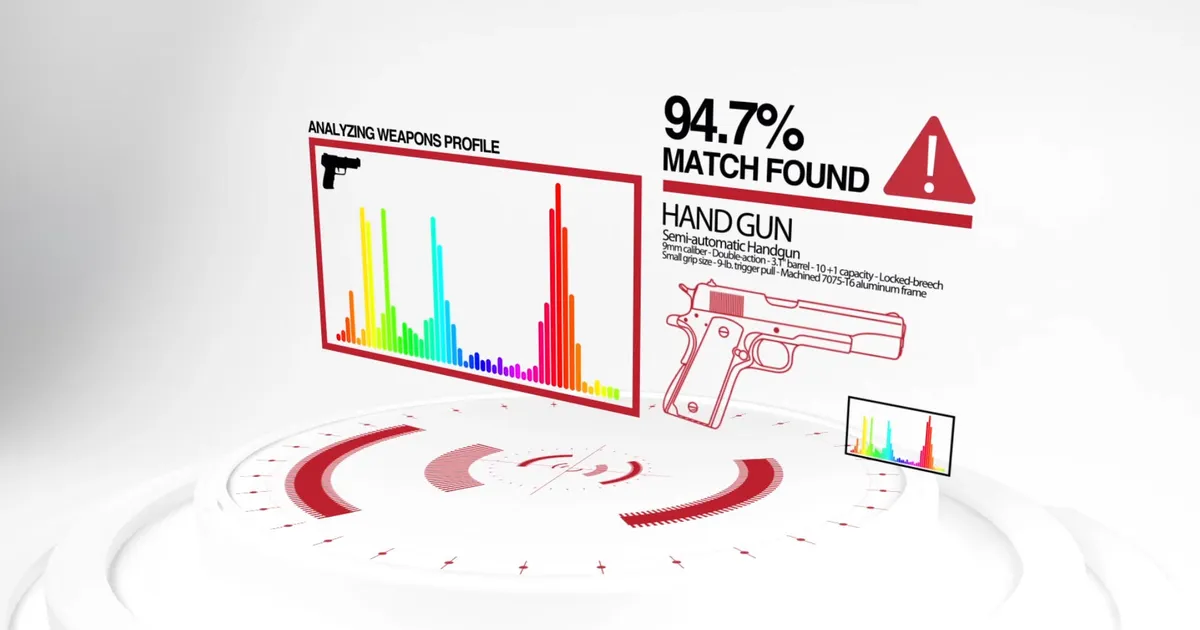 ANALYZING WEAPONS PROFILE
94.7%
MATCH FOUND
HAND GUN
Semi-automatic Handgun
9mm caliber - Double-action - 3.1" barrel - 10 +1 capacity - Locked-breech
Small grip size - 9-lb. trigger pull - Machined 7075-T6 aluminum frame